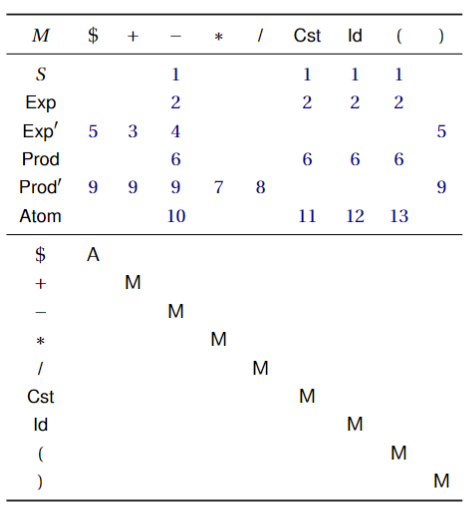 M $ + − ∗ / Cst Id ( )
S 1 1 1 1
Exp 2 2 2 2
Exp′ 5 3 4 5
Prod 6 6 6 6
Prod′ 9 9 9 7 8 9
Atom 10 11 12 13
$ A
+ M
− M
∗ M
/ M
Cst M
Id M
( M
) M